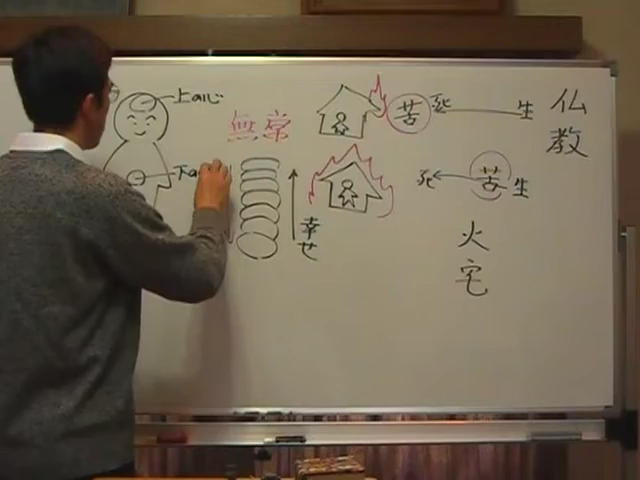 仏教
苦 死 生
死 苦 生
火宅
無常
幸せ
上の心
下の